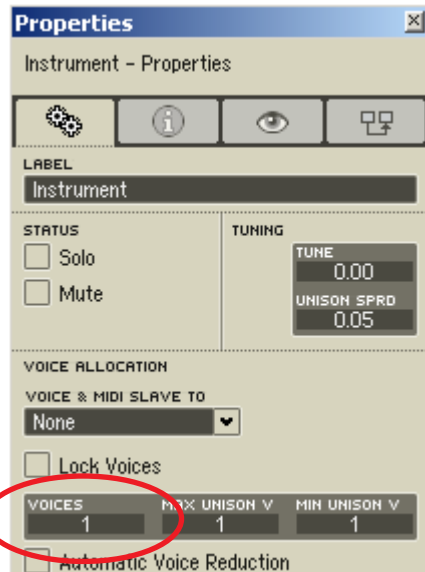 Properties
Instrument - Properties
LABEL
Instrument
STATUS
Solo
Mute
TUNING
TUNE
0.00
UNISON SPRD
0.05
VOICE ALLOCATION
VOICE & MIDI SLAVE TO
None
Lock Voices
VOICES MAX UNISON V MIN UNISON V
1 1 1
Automatic Voice Reduction